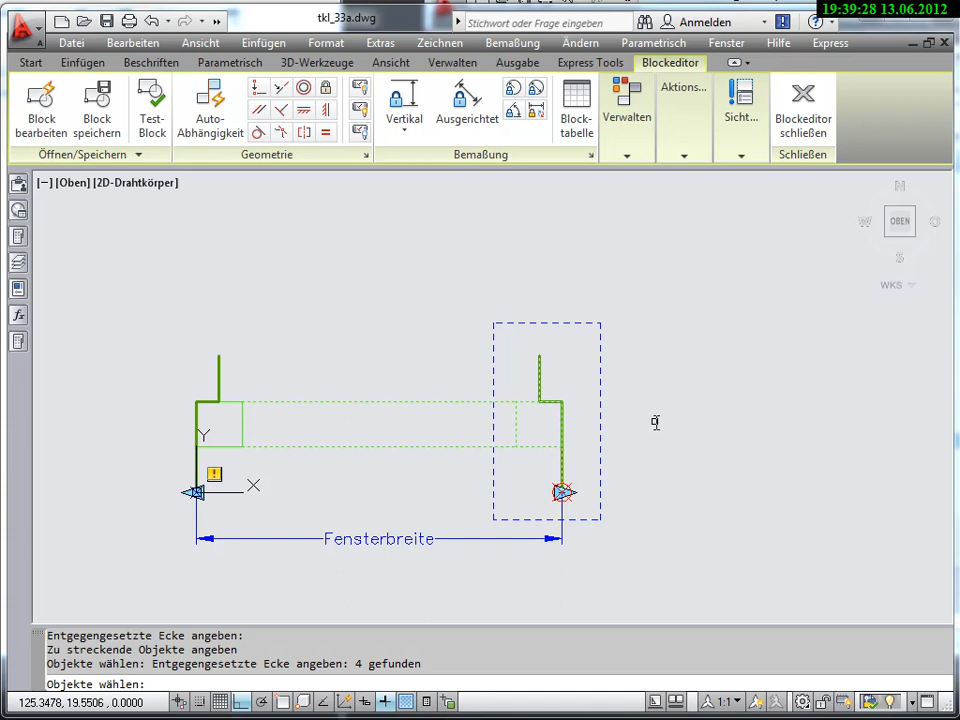 19:39:28 13.06.2012
tkl_33a.dwg
Stichwort oder Frage eingeben
Anmelden
Datei Bearbeiten Ansicht Einfügen Format Extras Zeichnen Bemaßung Ändern Parametrisch Fenster Hilfe Express
Start Einfügen Beschriften Parametrisch 3D-Werkzeuge Ansicht Verwalten Ausgabe Express Tools Blockeditor
Block bearbeiten
Block speichern
Test-Block
Auto-Abhängigkeit
Vertikal
Ausgerichtet
Block-tabelle
Verwalten
Aktions...
Sicht...
Blockeditor schließen
Öffnen/Speichern
Geometrie
Bemaßung
Schließen
[−] [Oben] [2D-Drahtkörper]
N
W OBEN O
S
WKS
Y
X
Fensterbreite
Entgegengesetzte Ecke angeben:
Zu streckende Objekte angeben
Objekte wählen: Entgegengesetzte Ecke angeben: 4 gefunden
Objekte wählen:
125.3478, 19.5506, 0.0000
1:1